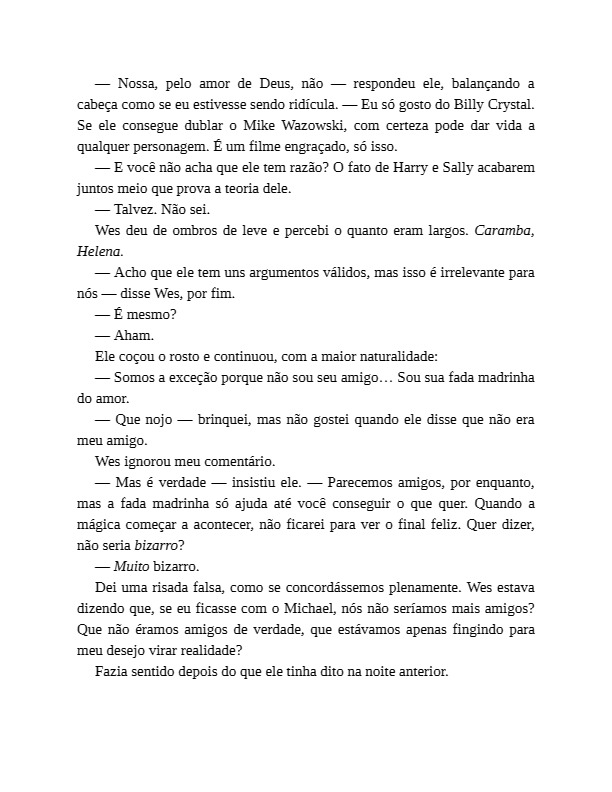 — Nossa, pelo amor de Deus, não — respondeu ele, balançando a
cabeça como se eu estivesse sendo ridícula. — Eu só gosto do Billy Crystal.
Se ele consegue dublar o Mike Wazowski, com certeza pode dar vida a
qualquer personagem. É um filme engraçado, só isso.
— E você não acha que ele tem razão? O fato de Harry e Sally acabarem
juntos meio que prova a teoria dele.
— Talvez. Não sei.
Wes deu de ombros de leve e percebi o quanto eram largos. Caramba,
Helena.
— Acho que ele tem uns argumentos válidos, mas isso é irrelevante para
nós — disse Wes, por fim.
— É mesmo?
— Aham.
Ele coçou o rosto e continuou, com a maior naturalidade:
— Somos a exceção porque não sou seu amigo… Sou sua fada madrinha
do amor.
— Que nojo — brinquei, mas não gostei quando ele disse que não era
meu amigo.
Wes ignorou meu comentário.
— Mas é verdade — insistiu ele. — Parecemos amigos, por enquanto,
mas a fada madrinha só ajuda até você conseguir o que quer. Quando a
mágica começar a acontecer, não ficarei para ver o final feliz. Quer dizer,
não seria bizarro?
— Muito bizarro.
Dei uma risada falsa, como se concordássemos plenamente. Wes estava
dizendo que, se eu ficasse com o Michael, nós não seríamos mais amigos?
Que não éramos amigos de verdade, que estávamos apenas fingindo para
meu desejo virar realidade?
Fazia sentido depois do que ele tinha dito na noite anterior.